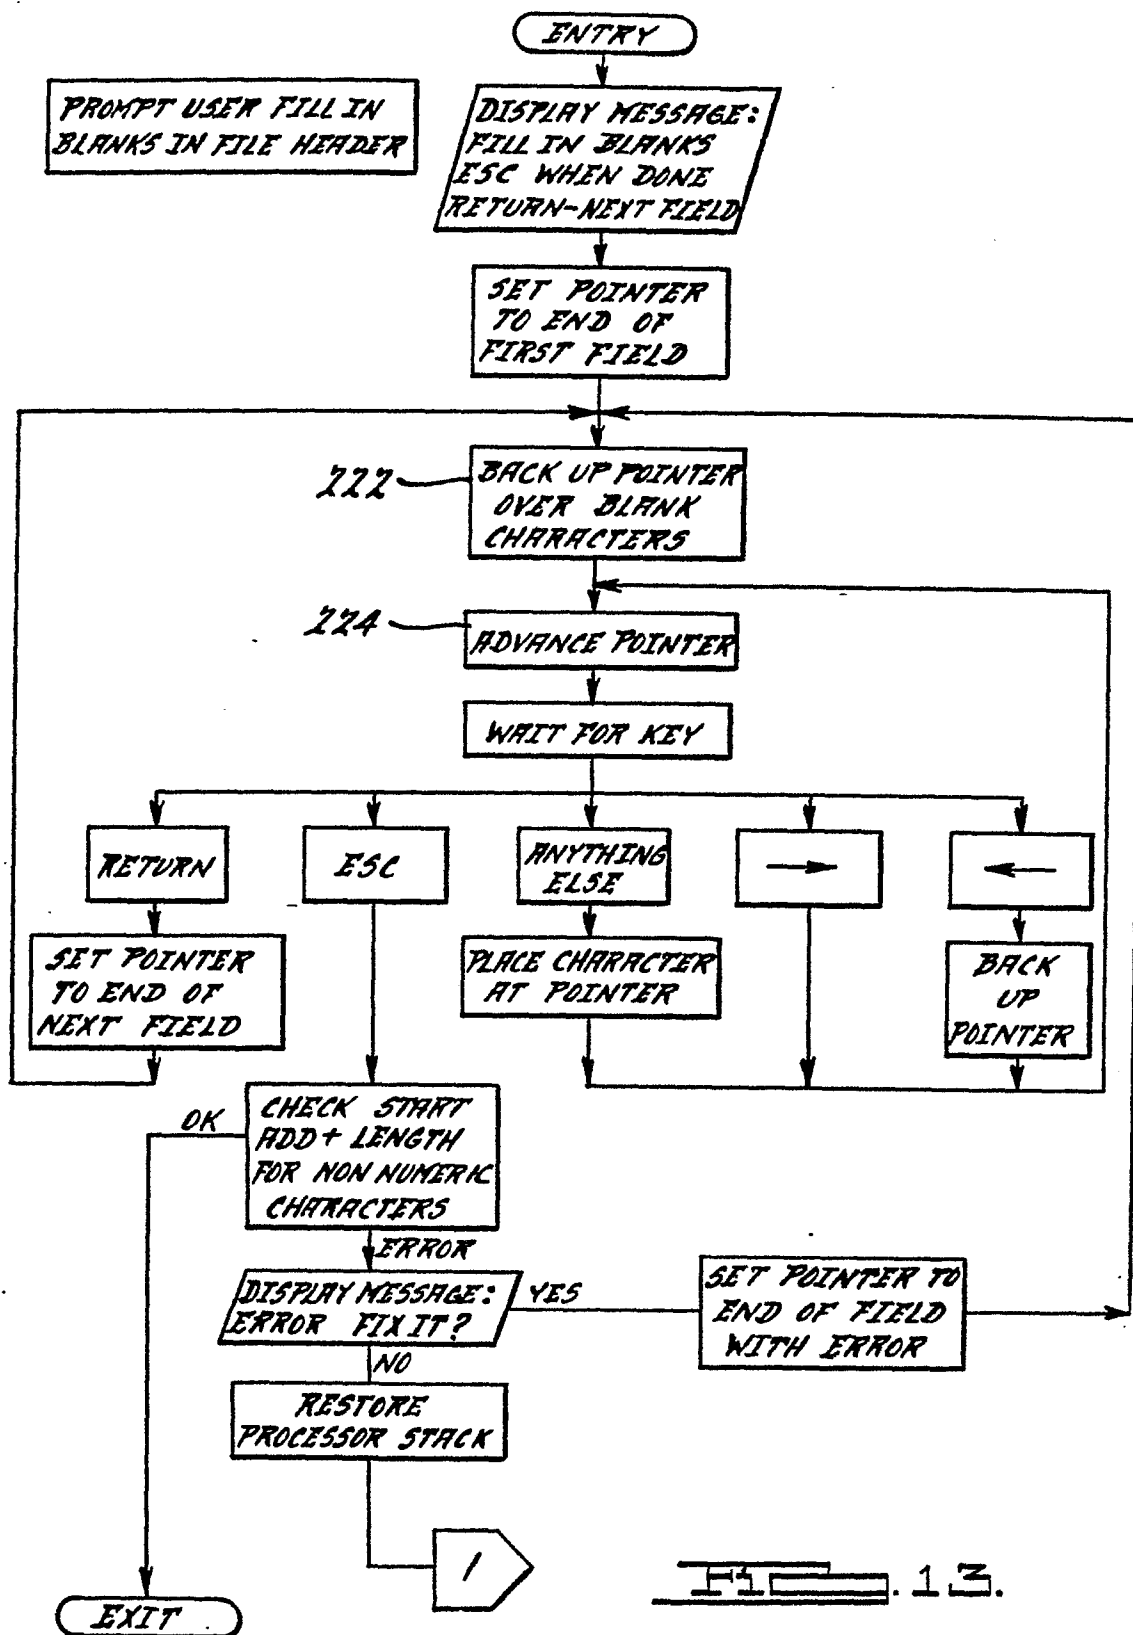 ENTRY
PROMPT USER FILL IN
BLANKS IN FILE HEADER
DISPLAY MESSAGE:
FILL IN BLANKS
ESC WHEN DONE
RETURN-NEXT FIELD
SET POINTER
TO END OF
FIRST FIELD
222
BACK UP POINTER
OVER BLANK
CHARACTERS
224
ADVANCE POINTER
WAIT FOR KEY
RETURN
ESC
ANYTHING
ELSE
SET POINTER
TO END OF
NEXT FIELD
PLACE CHARACTER
AT POINTER
BACK
UP
POINTER
OK
CHECK START
ADD + LENGTH
FOR NON NUMERIC
CHARACTERS
ERROR
DISPLAY MESSAGE:
ERROR FIX IT?
YES
SET POINTER TO
END OF FIELD
WITH ERROR
NO
RESTORE
PROCESSOR STACK
1
EXIT
13.